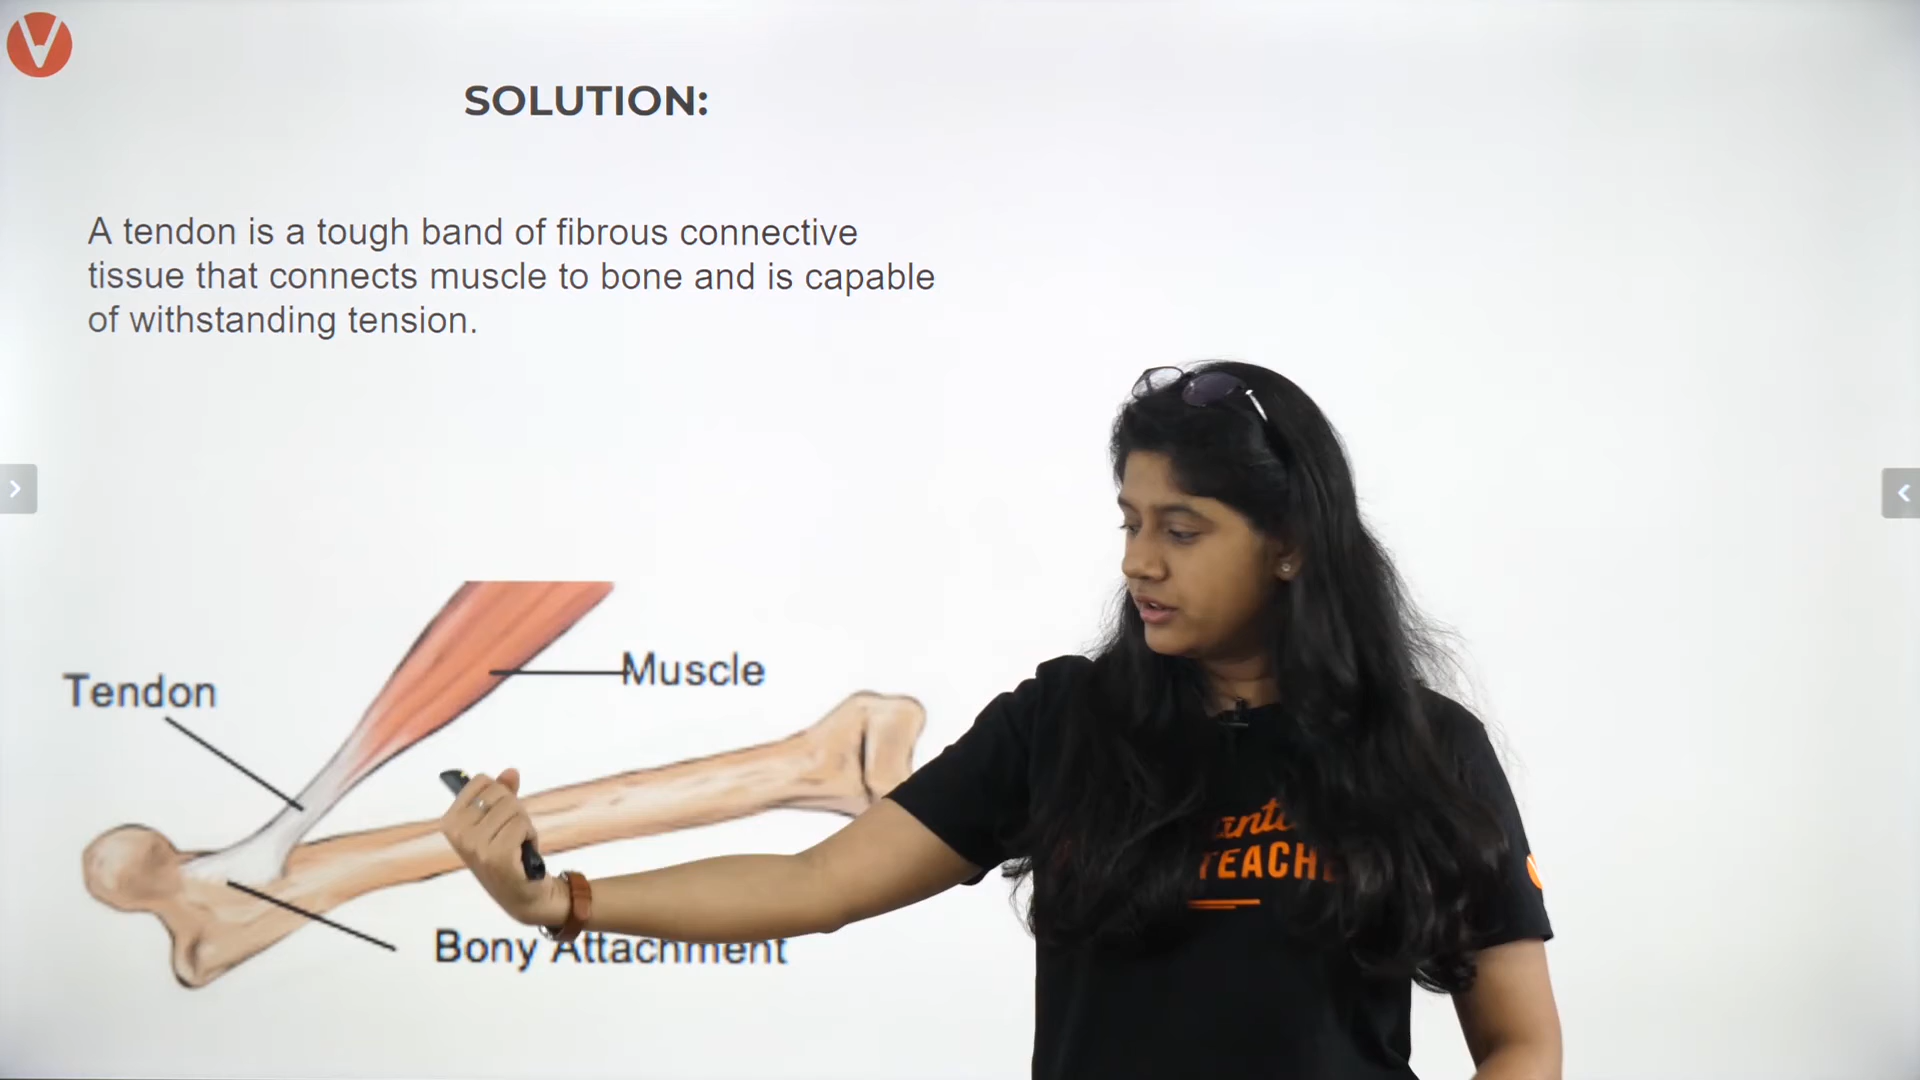 SOLUTION:
A tendon is a tough band of fibrous connective
tissue that connects muscle to bone and is capable
of withstanding tension.
Muscle
Tendon
TEACH
Bony Attachment